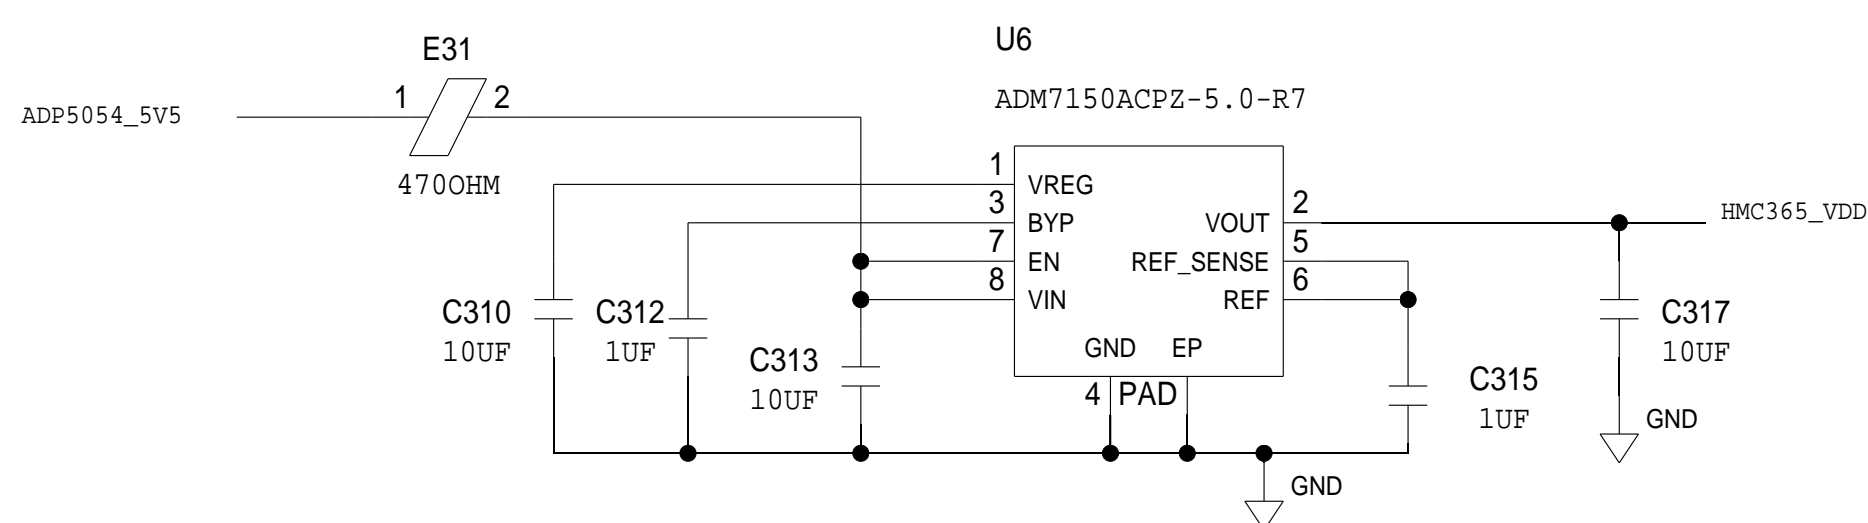 U6
E31
ADM7150ACPZ-5.0-R7
ADP5054_5V5
1
2
470OHM
1
VREG
3
BYP
VOUT
2
HMC365_VDD
7
EN
REF_SENSE
5
8
VIN
REF
6
C310
10UF
C312
1UF
C313
10UF
GND
EP
4
PAD
C315
1UF
C317
10UF
GND
GND